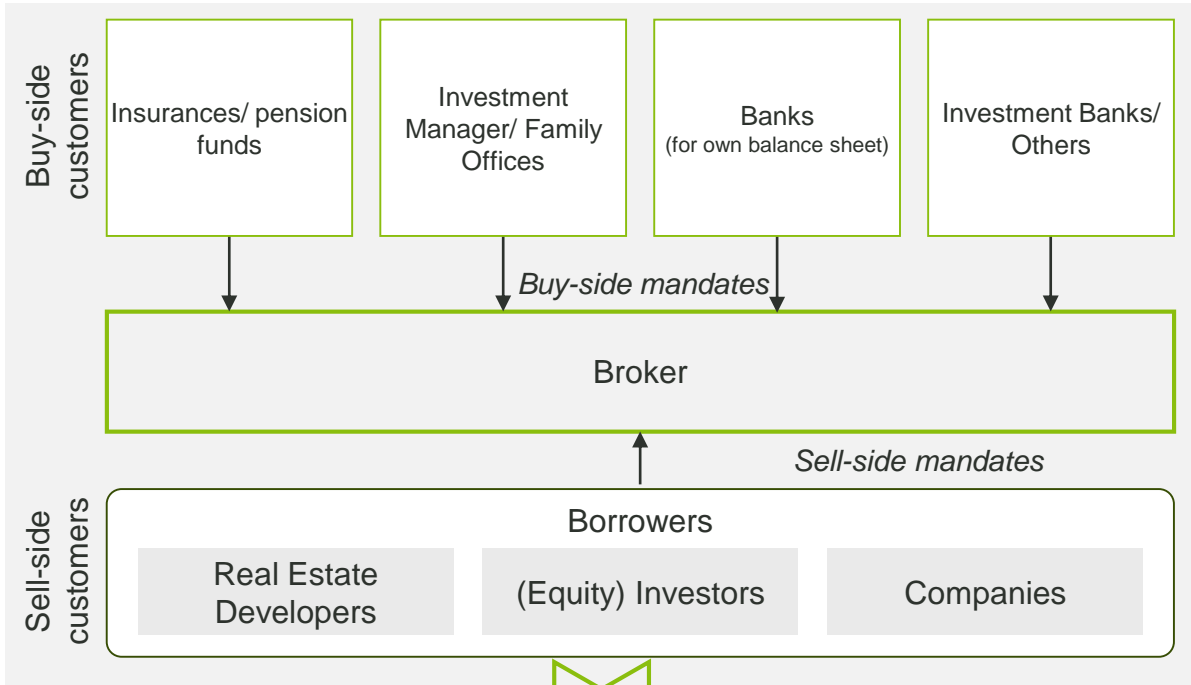 Buy-side
customers
Insurances/ pension
funds
Investment
Manager/ Family
Offices
Banks
(for own balance sheet)
Investment Banks/
Others
Buy-side mandates
Broker
Sell-side mandates
Sell-side
customers
Borrowers
Real Estate
Developers
(Equity) Investors
Companies